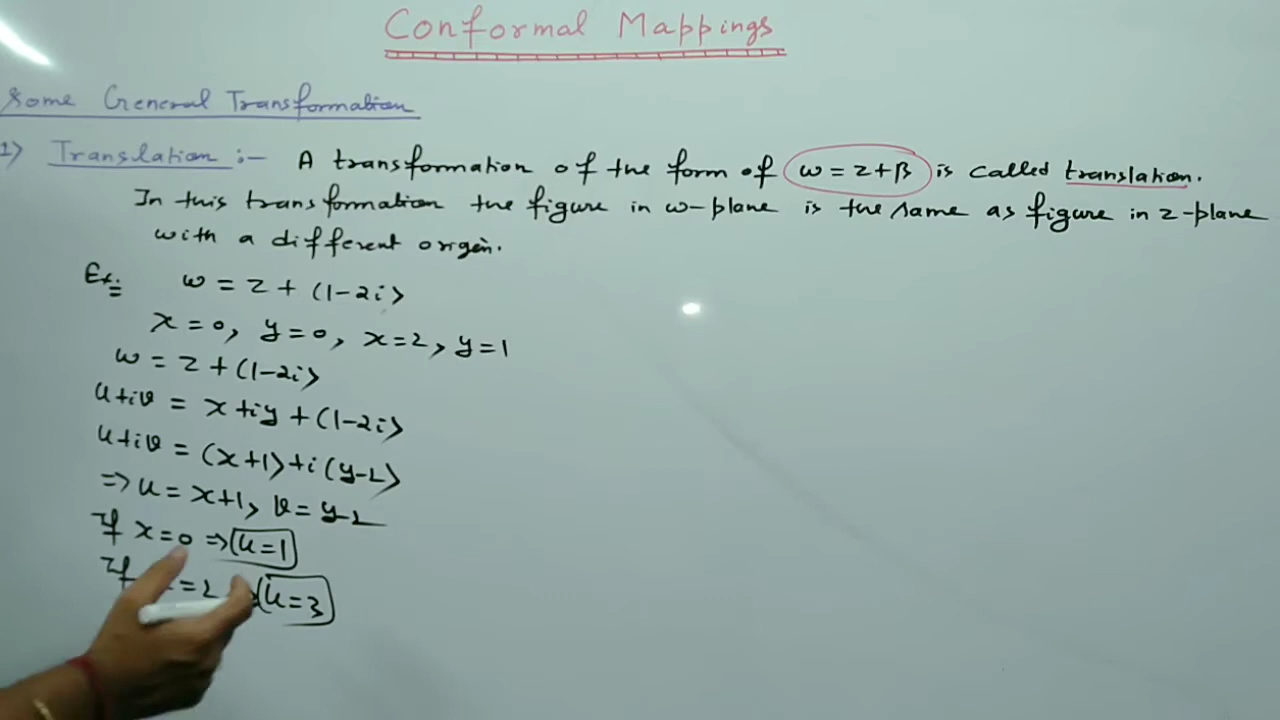 Conformal Mappings
Some General Transformation
1) Translation :- A transformation of the form of ω = z + β is called translation.
In this transformation the figure in ω-plane is the same as figure in z-plane
with a different origin.
Ex. ω = z + (1-2i)
x = 0, y = 0, x = 2, y = 1
ω = z + (1-2i)
u+iv = x+iy + (1-2i)
u+iv = (x+1)+i(y-2)
=> u = x+1, v = y-2
If x = 0 => u = 1
If = 2 u = 3